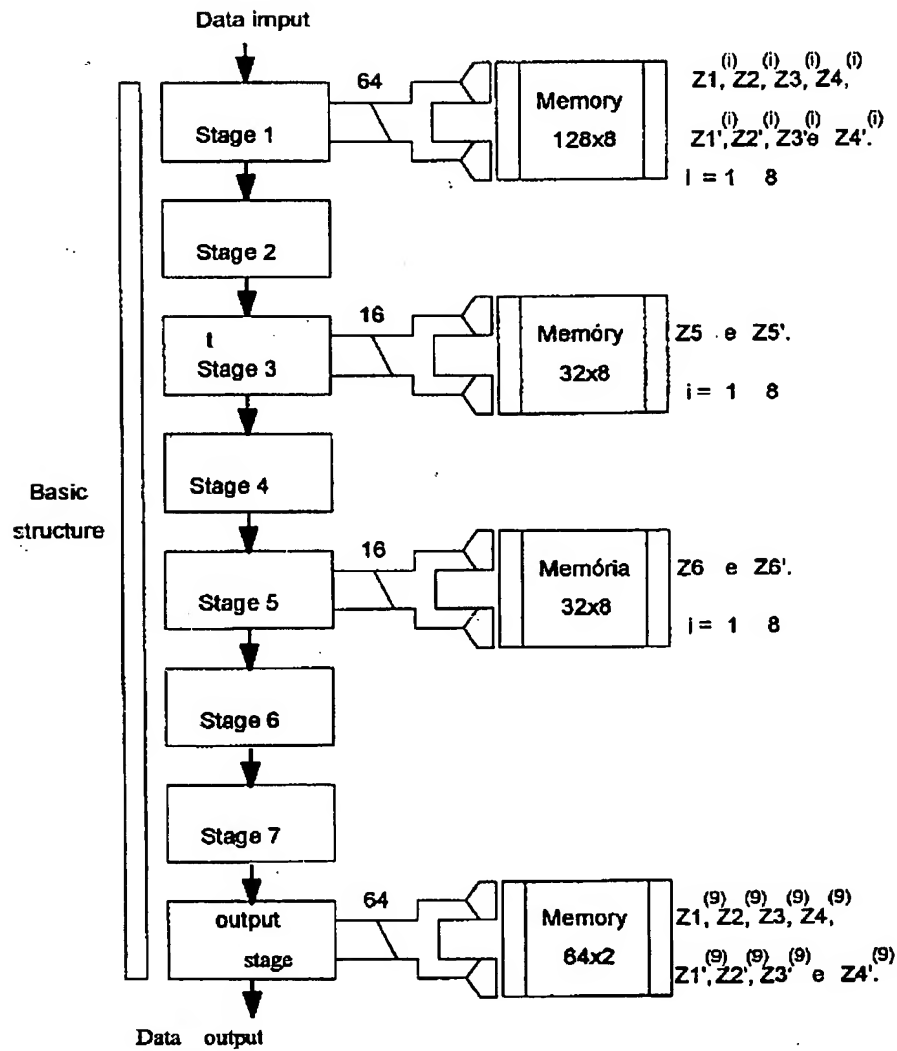 Data imput
64
Stage 1
Memory
128x8
Z1,(i) Z2,(i) Z3,(i) Z4,(i)
Z1',(i) Z2',(i) Z3'(i) e Z4'.(i)
i = 1 8
Stage 2
16
t
Stage 3
Memóry
32x8
Z5 e Z5'.
i = 1 8
Stage 4
Basic
structure
16
Stage 5
Memória
32x8
Z6 e Z6'.
i = 1 8
Stage 6
Stage 7
64
output
stage
Memory
64x2
Z1,(9) Z2,(9) Z3,(9) Z4,(9)
Z1',(9) Z2',(9) Z3'(9) e Z4'.(9)
Data output